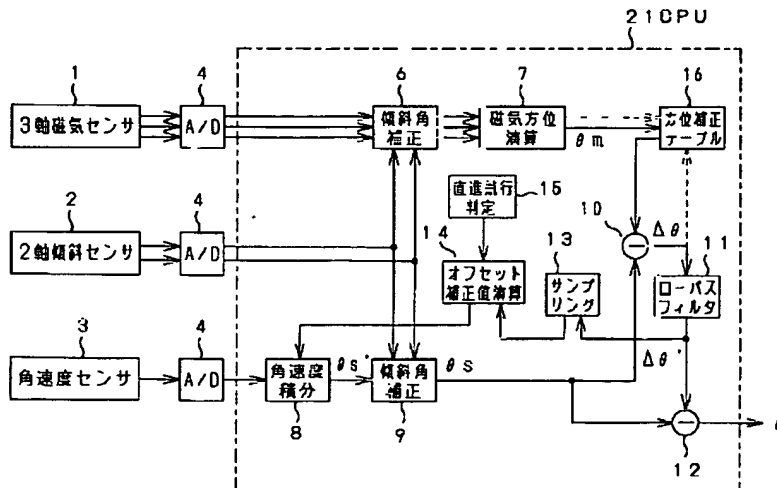 21CPU
1
3軸磁気センサ
4
A/D
6
傾斜角
補正
7
磁気方位
演算
θm
16
方位補正
テーブル
2
2軸傾斜センサ
4
A/D
直進走行
判定
15
14
オフセット
補正値演算
13
サンプ
リング
10
Δθ
11
ローパス
フィルタ
3
角速度センサ
4
A/D
角速度
積分
8
θs'
傾斜角
補正
9
θs
Δθ'
12